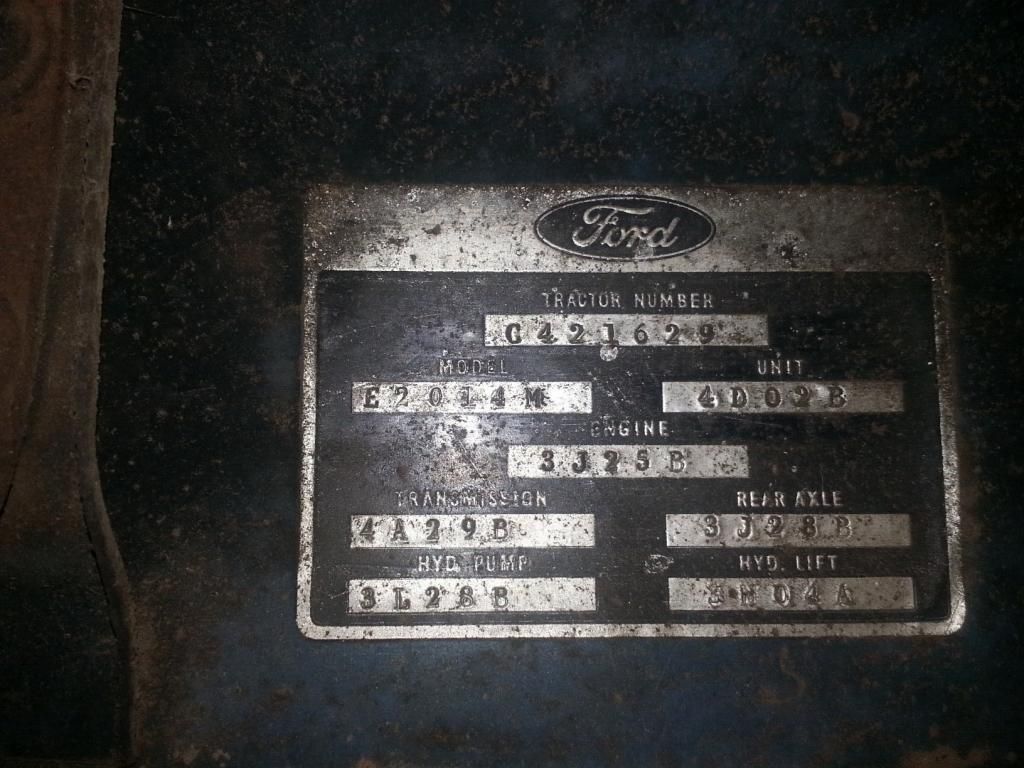 Ford
TRACTOR NUMBER
C421629
MODEL UNIT
E2014M 4D02B
ENGINE
3J25B
TRANSMISSION REAR AXLE
4A29B 3J28B
HYD. PUMP HYD. LIFT
3L28B